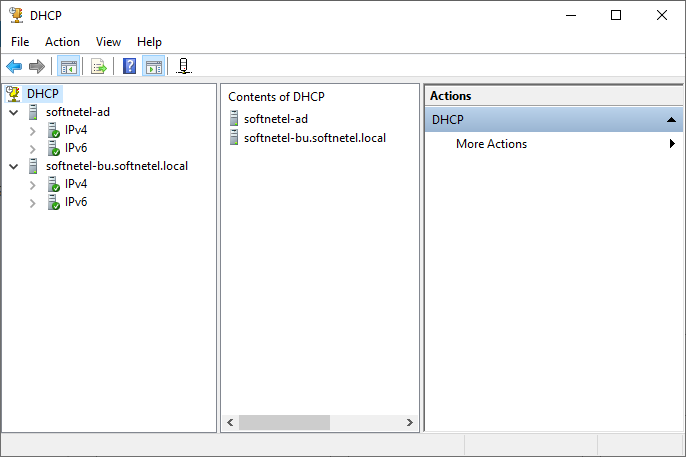 DHCP
File Action View Help
DHCP
softnetel-ad
IPv4
IPv6
softnetel-bu.softnetel.local
IPv4
IPv6
Contents of DHCP
softnetel-ad
softnetel-bu.softnetel.local
Actions
DHCP
More Actions